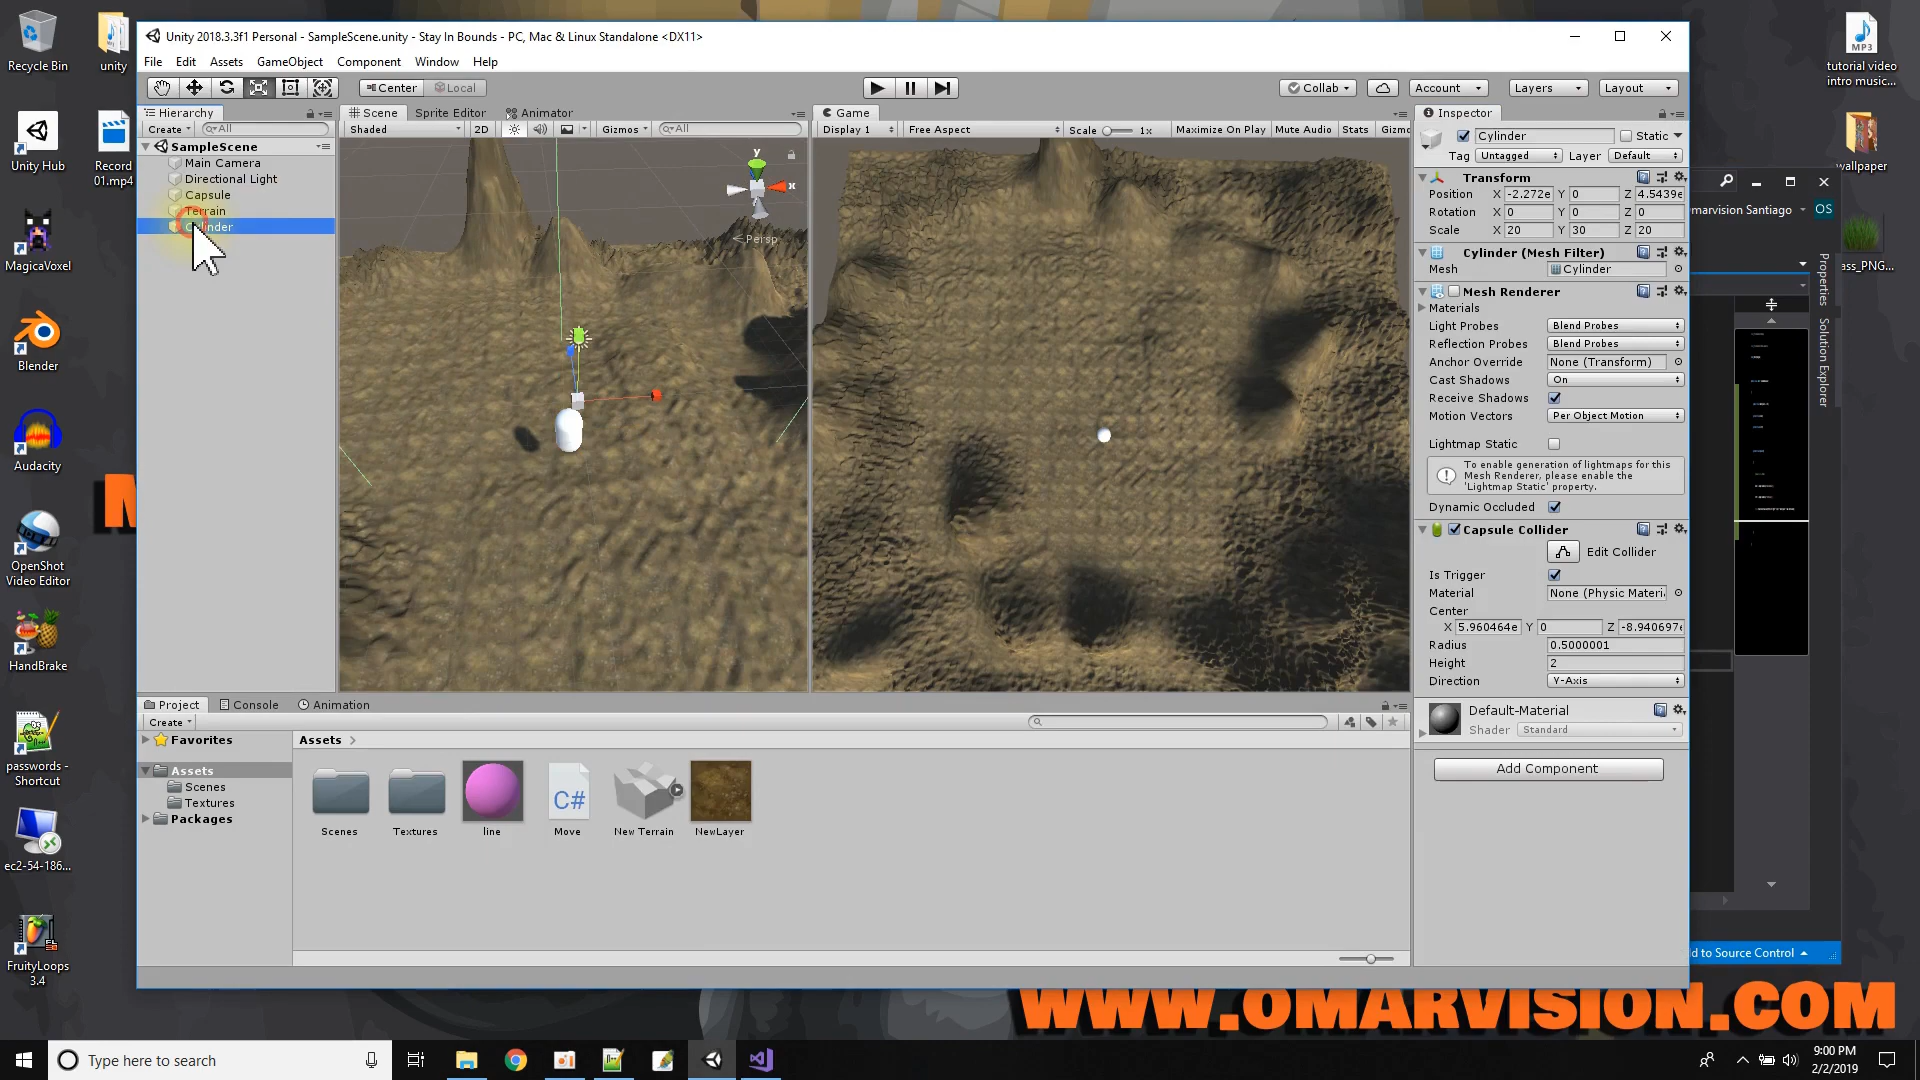 Recycle Bin
unity
Unity Hub
Record
01.mp4
MagicaVoxel
Blender
Audacity
OpenShot
Video Editor
HandBrake
passwords -
Shortcut
ec2-54-186...
FruityLoops
3.4
Unity 2018.3.3f1 Personal - SampleScene.unity - Stay In Bounds - PC, Mac & Linux Standalone <DX11>
File Edit Assets GameObject Component Window Help
Center Local
Collab Account Layers Layout
Hierarchy
Create All
SampleScene
Main Camera
Directional Light
Capsule
Terrain
Cylinder
Scene Sprite Editor Animator
Shaded 2D Gizmos All
y
x
Persp
Game
Display 1 Free Aspect Scale 1x Maximize On Play Mute Audio Stats Gizmo
Inspector
Cylinder Static
Tag Untagged Layer Default
Transform
Position X -2.272e Y 0 Z 4.5439e
Rotation X 0 Y 0 Z 0
Scale X 20 Y 30 Z 20
Cylinder (Mesh Filter)
Mesh Cylinder
Mesh Renderer
Materials
Light Probes Blend Probes
Reflection Probes Blend Probes
Anchor Override None (Transform)
Cast Shadows On
Receive Shadows
Motion Vectors Per Object Motion
Lightmap Static
To enable generation of lightmaps for this
Mesh Renderer, please enable the
'Lightmap Static' property.
Dynamic Occluded
Capsule Collider
Edit Collider
Is Trigger
Material None (Physic Materi
Center
X 5.960464e Y 0 Z -8.940697e
Radius 0.5000001
Height 2
Direction Y-Axis
Default-Material
Shader Standard
Add Component
Project Console Animation
Create
Favorites
Assets
Scenes
Textures
Packages
Assets
Scenes
Textures
line
C#
Move
New Terrain
NewLayer
MP3
tutorial video
intro music...
wallpaper
marvision Santiago OS
ass_PNG...
Properties
Solution Explorer
d to Source Control
M
WWW.OMARVISION.COM
Type here to search
9:00 PM
2/2/2019